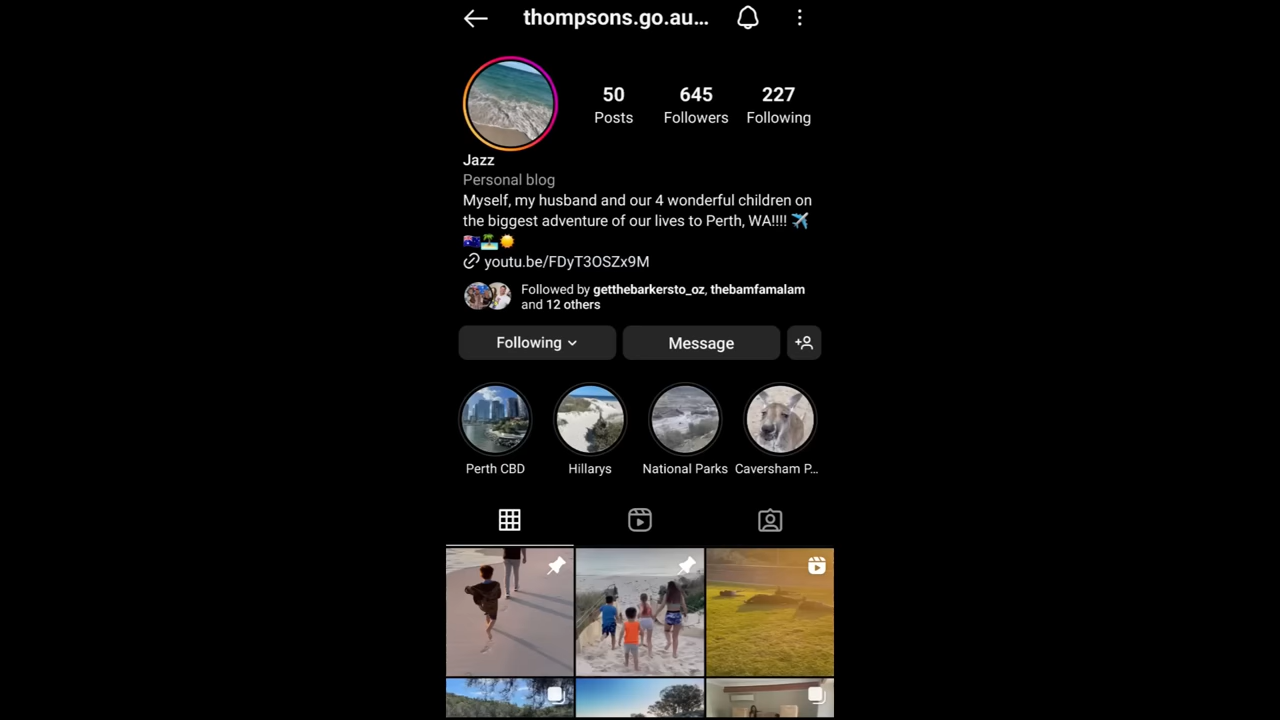 thompsons.go.au...
50
Posts
645
Followers
227
Following
Jazz
Personal blog
Myself, my husband and our 4 wonderful children on
the biggest adventure of our lives to Perth, WA!!!! ✈️
🇦🇺🏝️☀️
youtu.be/FDyT3OSZx9M
Followed by getthebarkersto_oz, thebamfamalam
and 12 others
Following
Message
Perth CBD
Hillarys
National Parks
Caversham P...